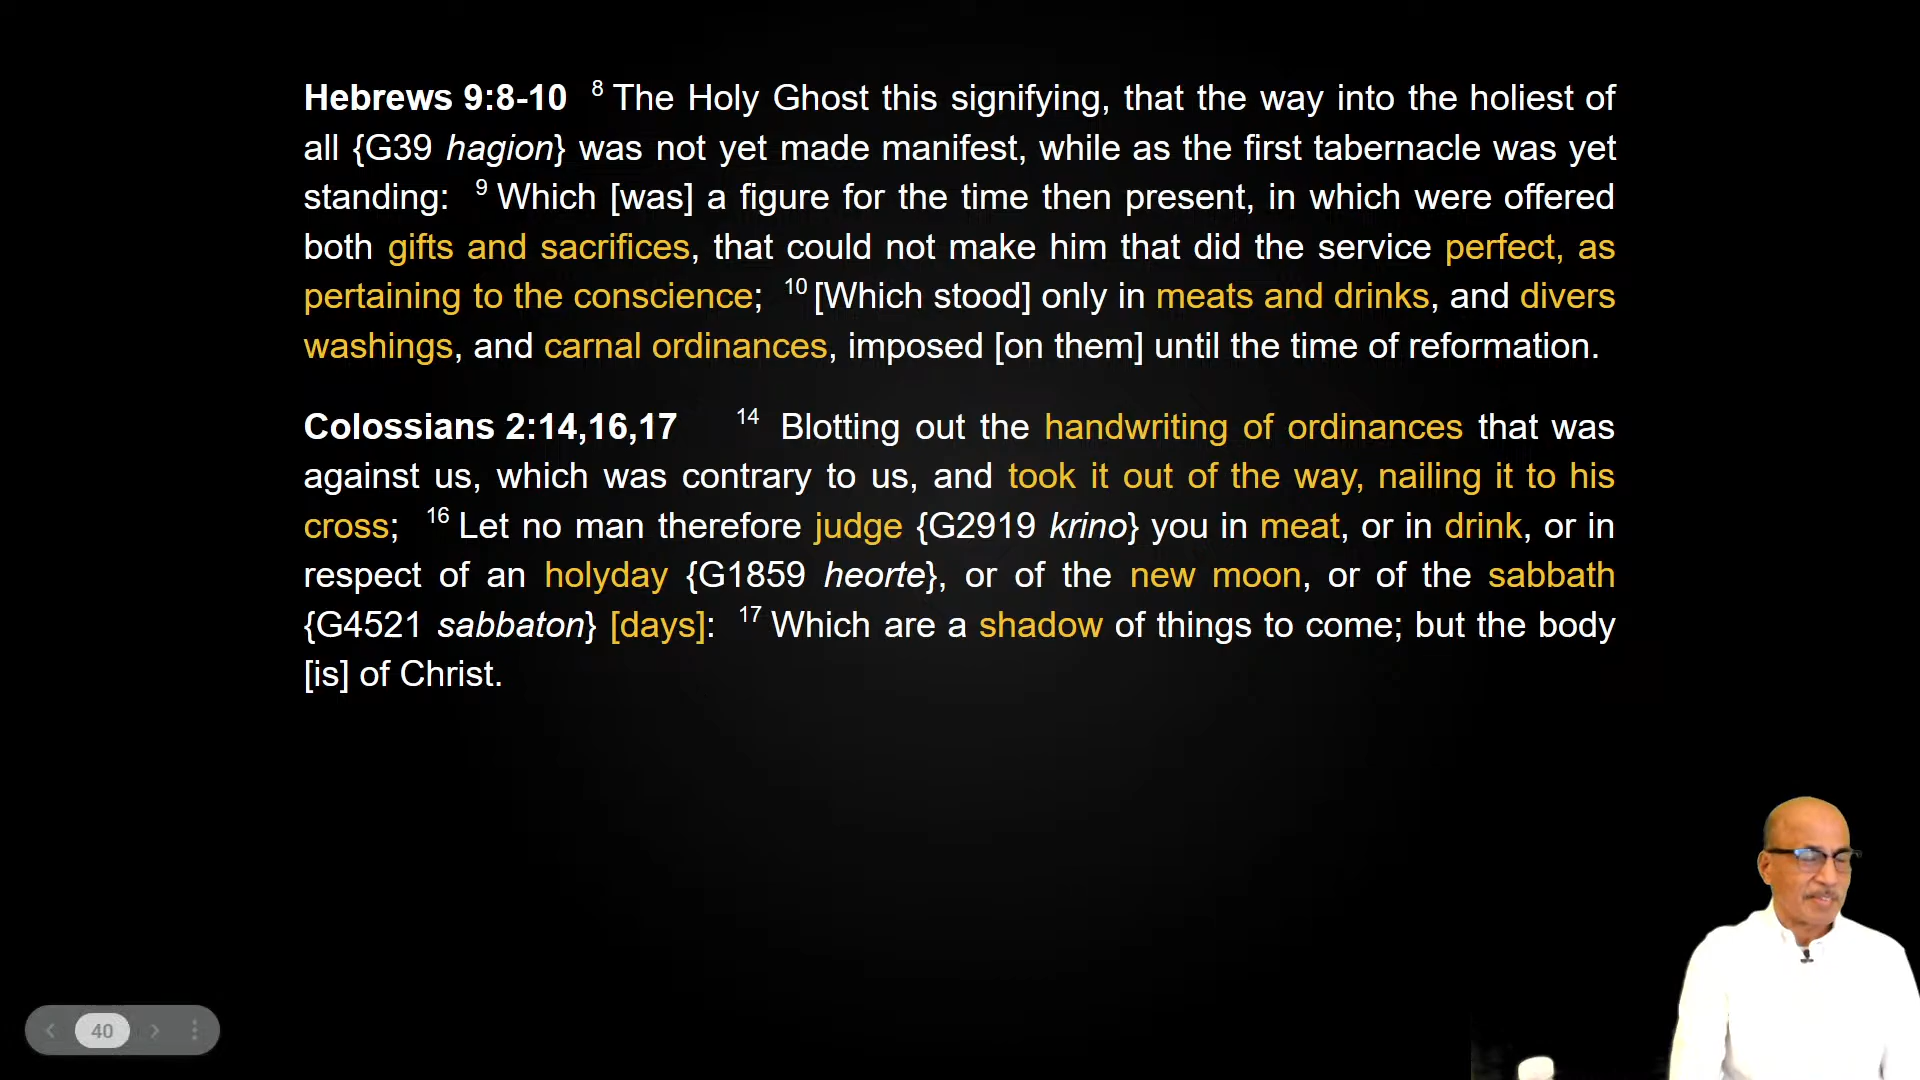 Hebrews 9:8-10 8 The Holy Ghost this signifying, that the way into the holiest of
all {G39 hagion} was not yet made manifest, while as the first tabernacle was yet
standing: 9 Which [was] a figure for the time then present, in which were offered
both gifts and sacrifices, that could not make him that did the service perfect, as
pertaining to the conscience; 10 [Which stood] only in meats and drinks, and divers
washings, and carnal ordinances, imposed [on them] until the time of reformation.
Colossians 2:14,16,17 14 Blotting out the handwriting of ordinances that was
against us, which was contrary to us, and took it out of the way, nailing it to his
cross; 16 Let no man therefore judge {G2919 krino} you in meat, or in drink, or in
respect of an holyday {G1859 heorte}, or of the new moon, or of the sabbath
{G4521 sabbaton} [days]: 17 Which are a shadow of things to come; but the body
[is] of Christ.
40